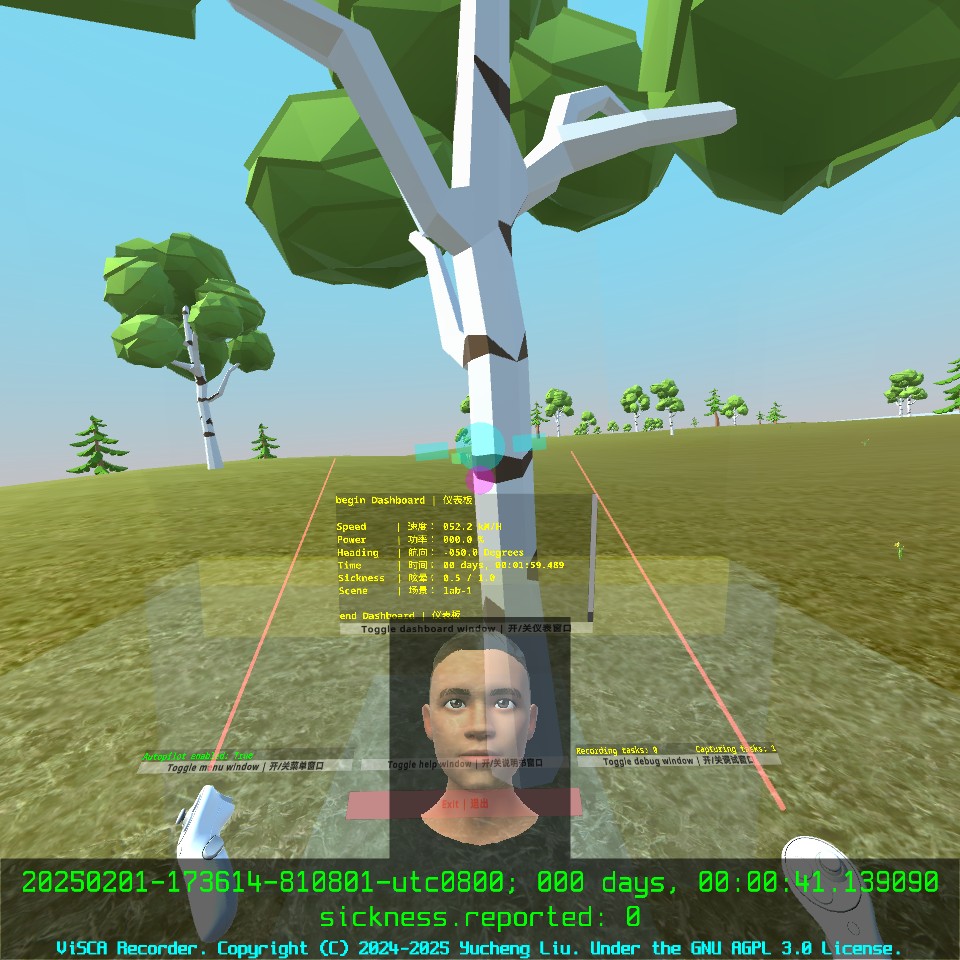 begin Dashboard | 仪表板
Speed | 速度: 052.2 KM/H
Power | 功率: 000.0 %
Heading | 航向: -050.0 Degrees
Time | 时间: 00 days, 00:01:59.489
Sickness | 眩晕: 0.5 / 1.0
Scene | 场景: lab-1
end Dashboard | 仪表板
Toggle dashboard window | 开/关仪表窗口
Autopilot enabled: True
Toggle menu window | 开/关菜单窗口
Toggle help window | 开/关说明书窗口
Recording tasks: 0 Capturing tasks: 1
Toggle debug window | 开/关调试窗口
Exit | 退出
20250201-173614-810801-utc0800; 000 days, 00:00:41.139090
sickness.reported: 0
ViSCA Recorder. Copyright (C) 2024-2025 Yucheng Liu. Under the GNU AGPL 3.0 License.